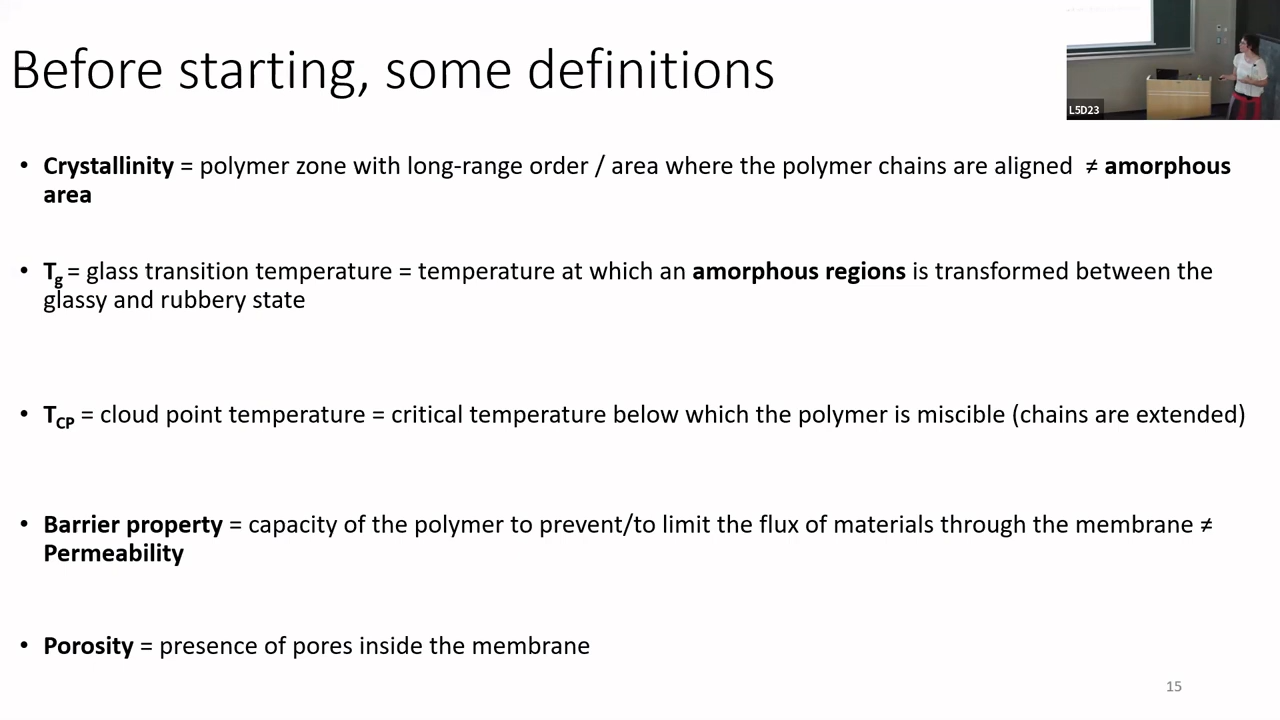 Before starting, some definitions
L5D23
• Crystallinity = polymer zone with long-range order / area where the polymer chains are aligned ≠ amorphous
area
• Tg = glass transition temperature = temperature at which an amorphous regions is transformed between the
glassy and rubbery state
• TCP = cloud point temperature = critical temperature below which the polymer is miscible (chains are extended)
• Barrier property = capacity of the polymer to prevent/to limit the flux of materials through the membrane ≠
Permeability
• Porosity = presence of pores inside the membrane
15